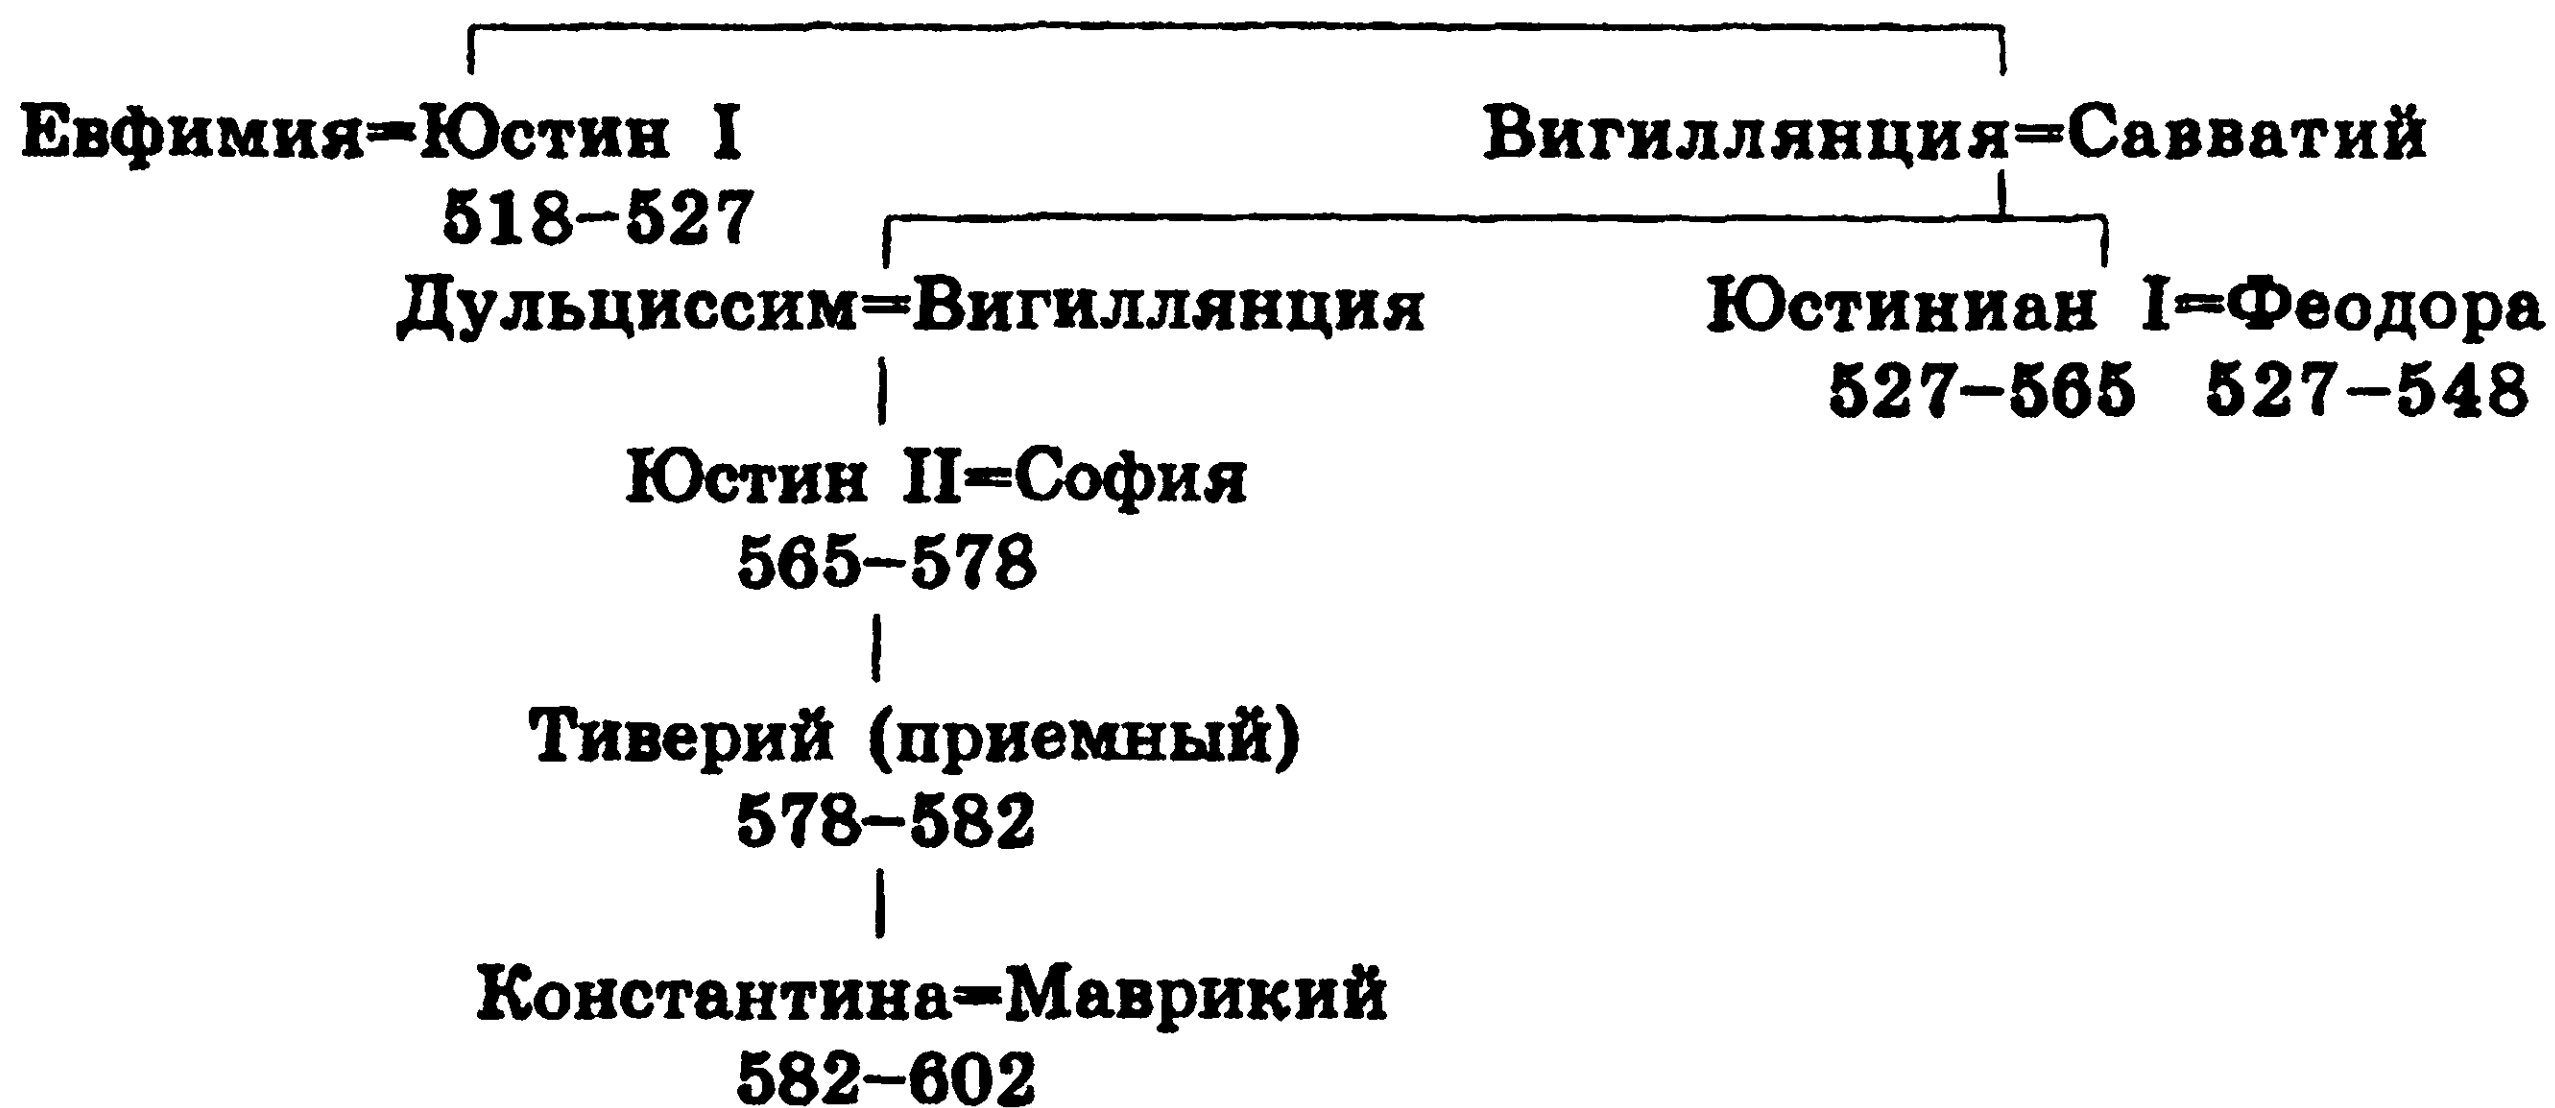 Евфимия=Юстин I Вигиллянция=Савватий
518–527
Дульциссим=Вигиллянция Юстиниан I=Феодора
527–565 527–548
Юстин II=София
565–578
Тиверий (приемный)
578–582
Константина=Маврикий
582–602